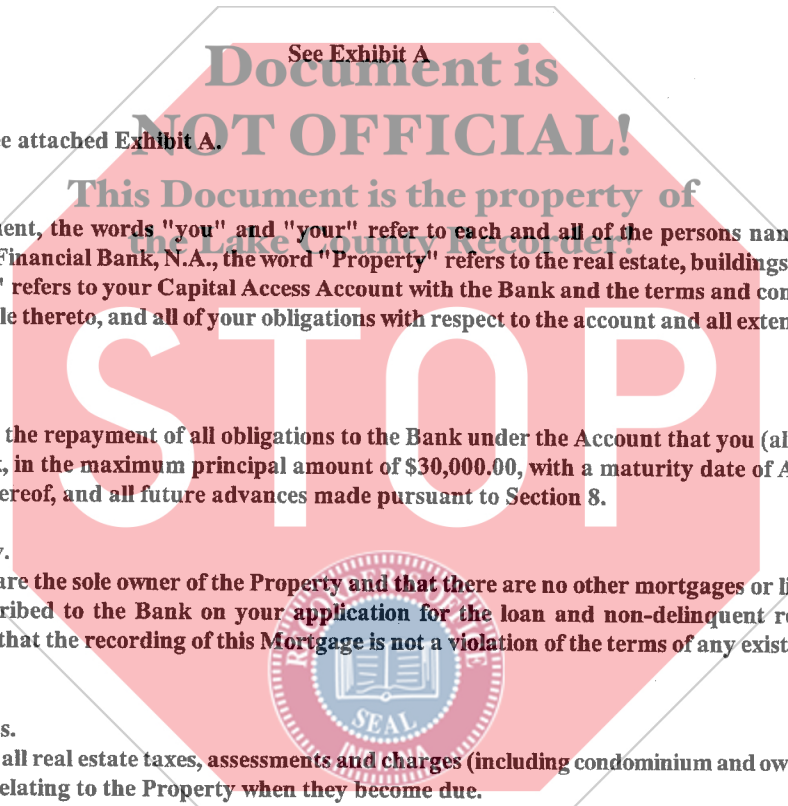 See Exhibit A
Document is
NOT OFFICIAL!
e attached Exhibit A.
This Document is the property of
ent, the words "you" and "your" refer to each and all of the persons nam
the Lake County Recorder!
Financial Bank, N.A., the word "Property" refers to the real estate, buildings
" refers to your Capital Access Account with the Bank and the terms and con
le thereto, and all of your obligations with respect to the account and all exten
STOP
the repayment of all obligations to the Bank under the Account that you (al
, in the maximum principal amount of $30,000.00, with a maturity date of A
ereof, and all future advances made pursuant to Section 8.
y.
are the sole owner of the Property and that there are no other mortgages or li
ribed to the Bank on your application for the loan and non-delinquent r
that the recording of this Mortgage is not a violation of the terms of any exist
SEAL
INDIANA
s.
all real estate taxes, assessments and charges (including condominium and ow
elating to the Property when they become due.